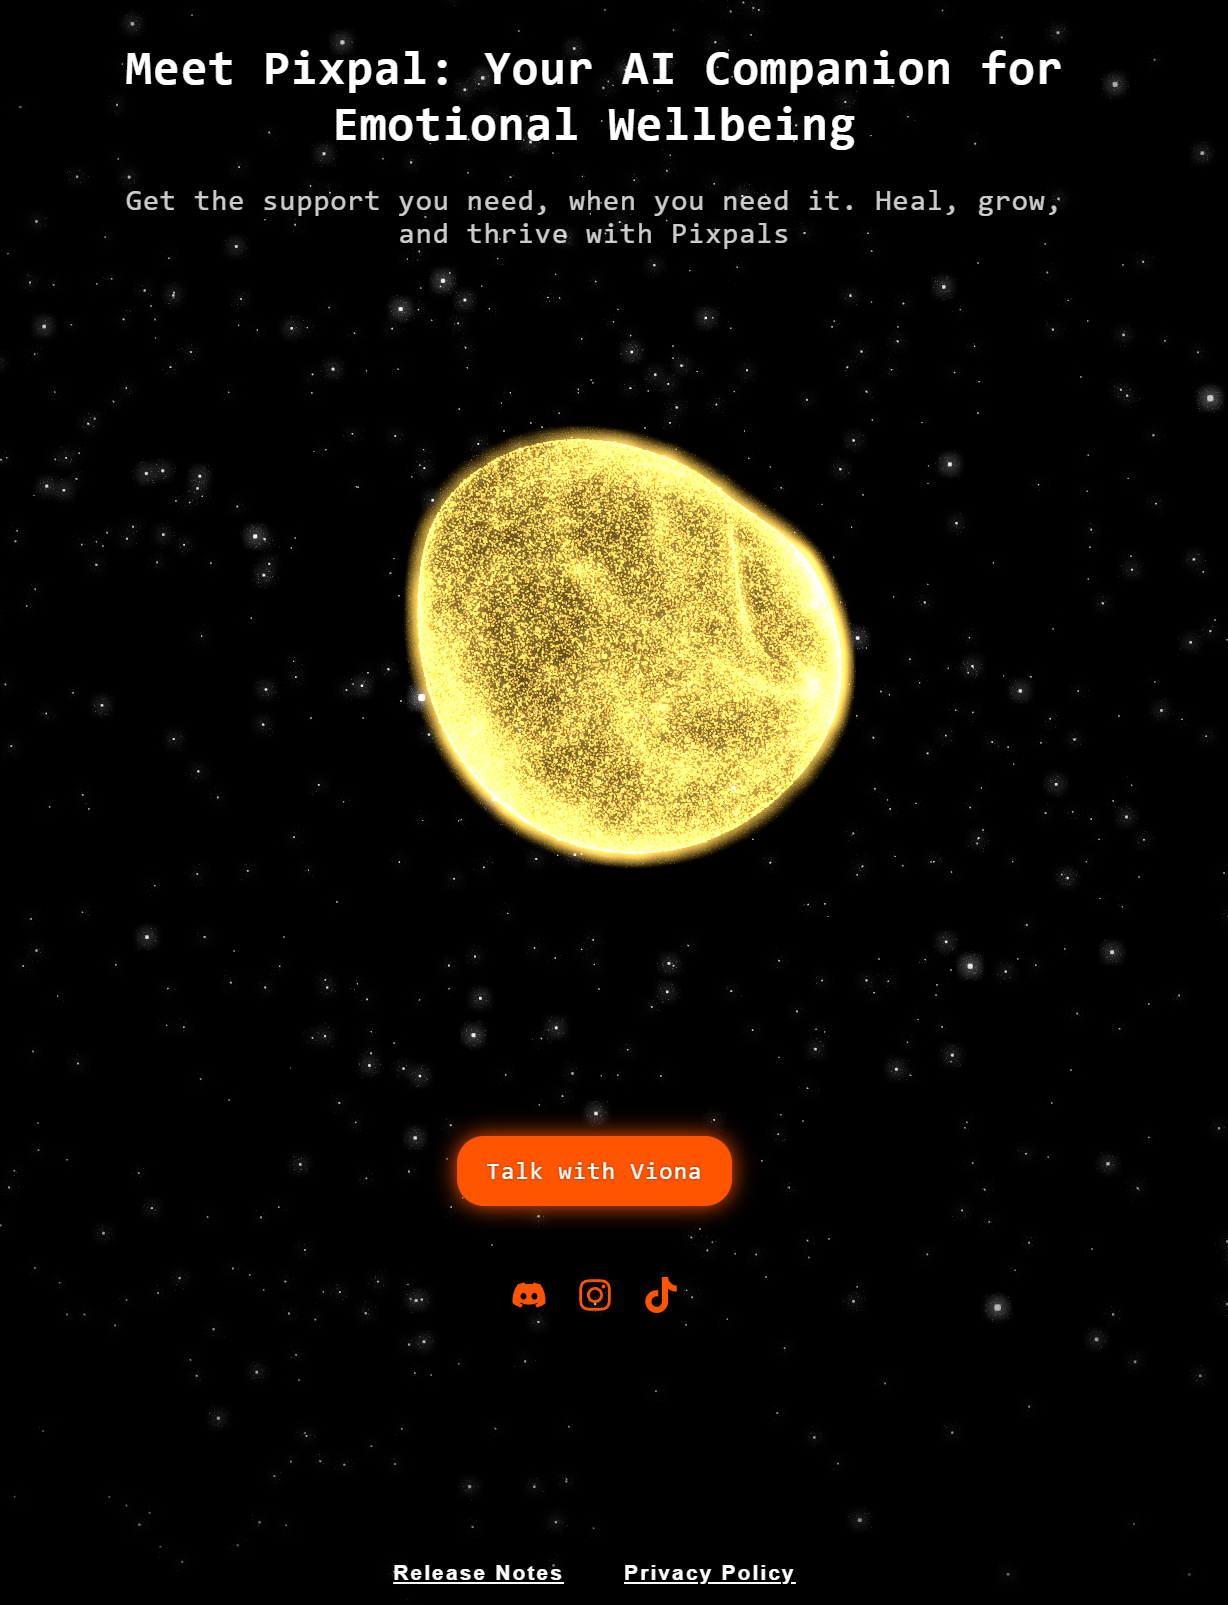 Meet Pixpal: Your AI Companion for
Emotional Wellbeing
Get the support you need, when you need it. Heal, grow,
and thrive with Pixpals
Talk with Viona
Release Notes Privacy Policy